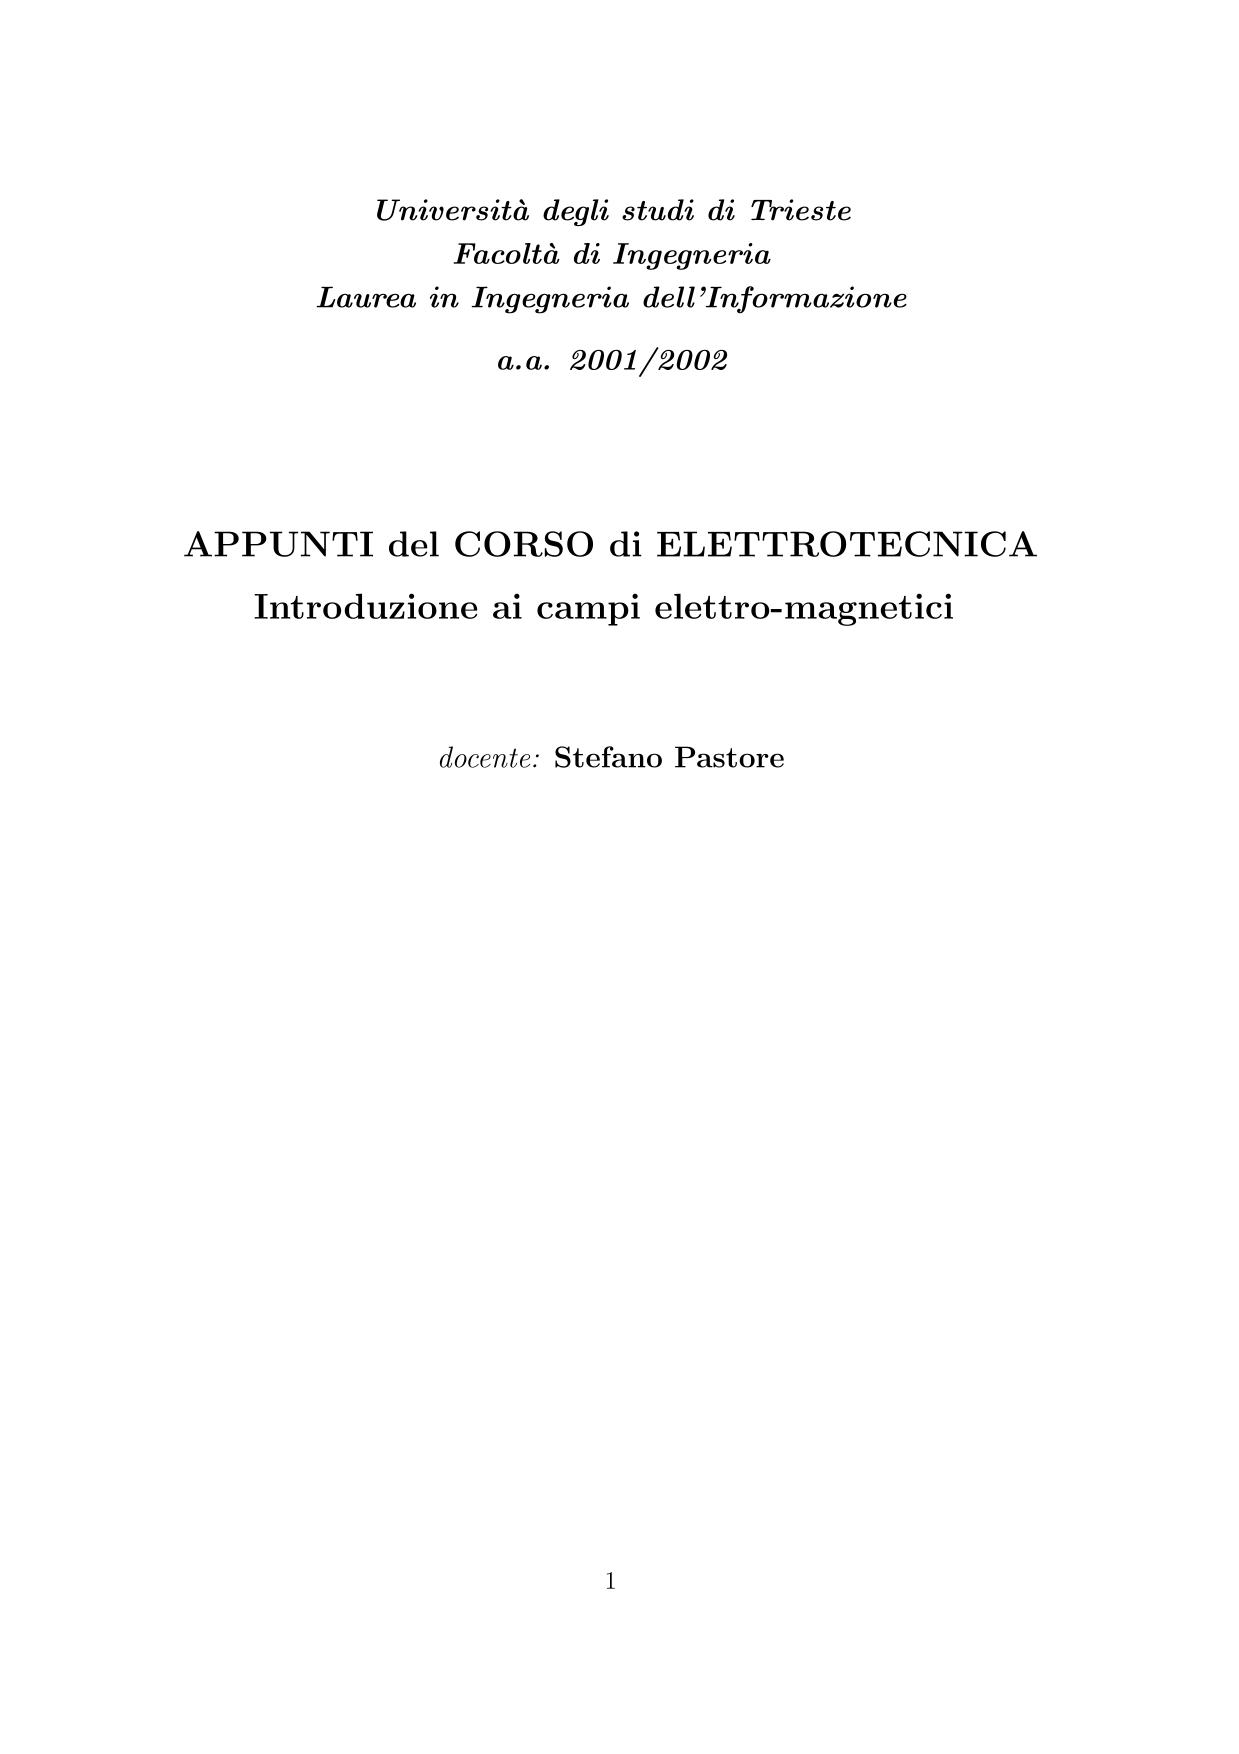 Università degli studi di Trieste
Facoltà di Ingegneria
Laurea in Ingegneria dell'Informazione
a.a. 2001/2002
APPUNTI del CORSO di ELETTROTECNICA
Introduzione ai campi elettro-magnetici
docente: Stefano Pastore
1